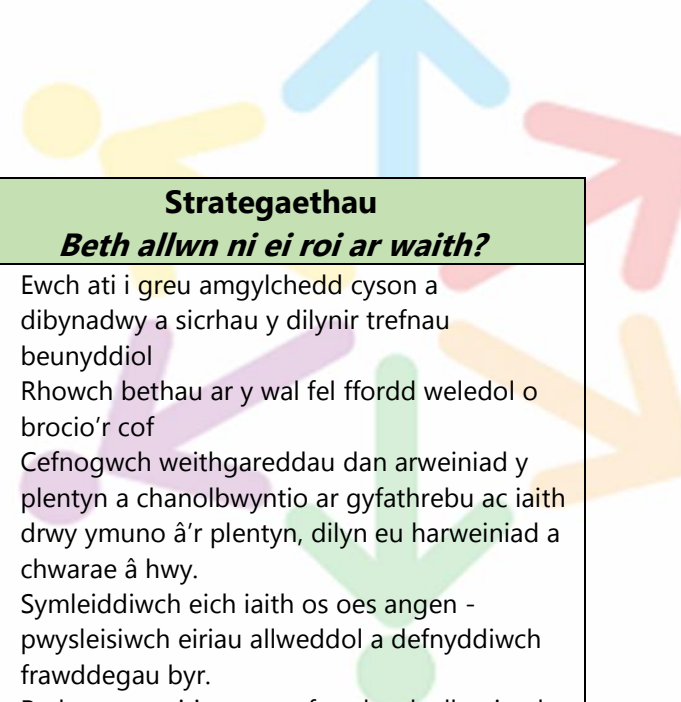 Strategaethau
Beth allwn ni ei roi ar waith?
Ewch ati i greu amgylchedd cyson a
dibynadwy a sicrhau y dilynir trefnau
beunyddiol
Rhowch bethau ar y wal fel ffordd weledol o
brocio'r cof
Cefnogwch weithgareddau dan arweiniad y
plentyn a chanolbwyntio ar gyfathrebu ac iaith
drwy ymuno â'r plentyn, dilyn eu harweiniad a
chwarae â hwy.
Symleiddiwch eich iaith os oes angen -
pwysleisiwch eiriau allweddol a defnyddiwch
frawddegau byr.